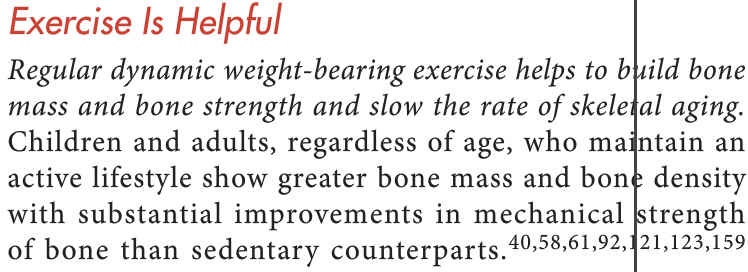 Exercise Is Helpful
Regular dynamic weight-bearing exercise helps to build bone
mass and bone strength and slow the rate of skeletal aging.
Children and adults, regardless of age, who maintain an
active lifestyle show greater bone mass and bone density
with substantial improvements in mechanical strength
of bone than sedentary counterparts.40,58,61,92,121,123,159